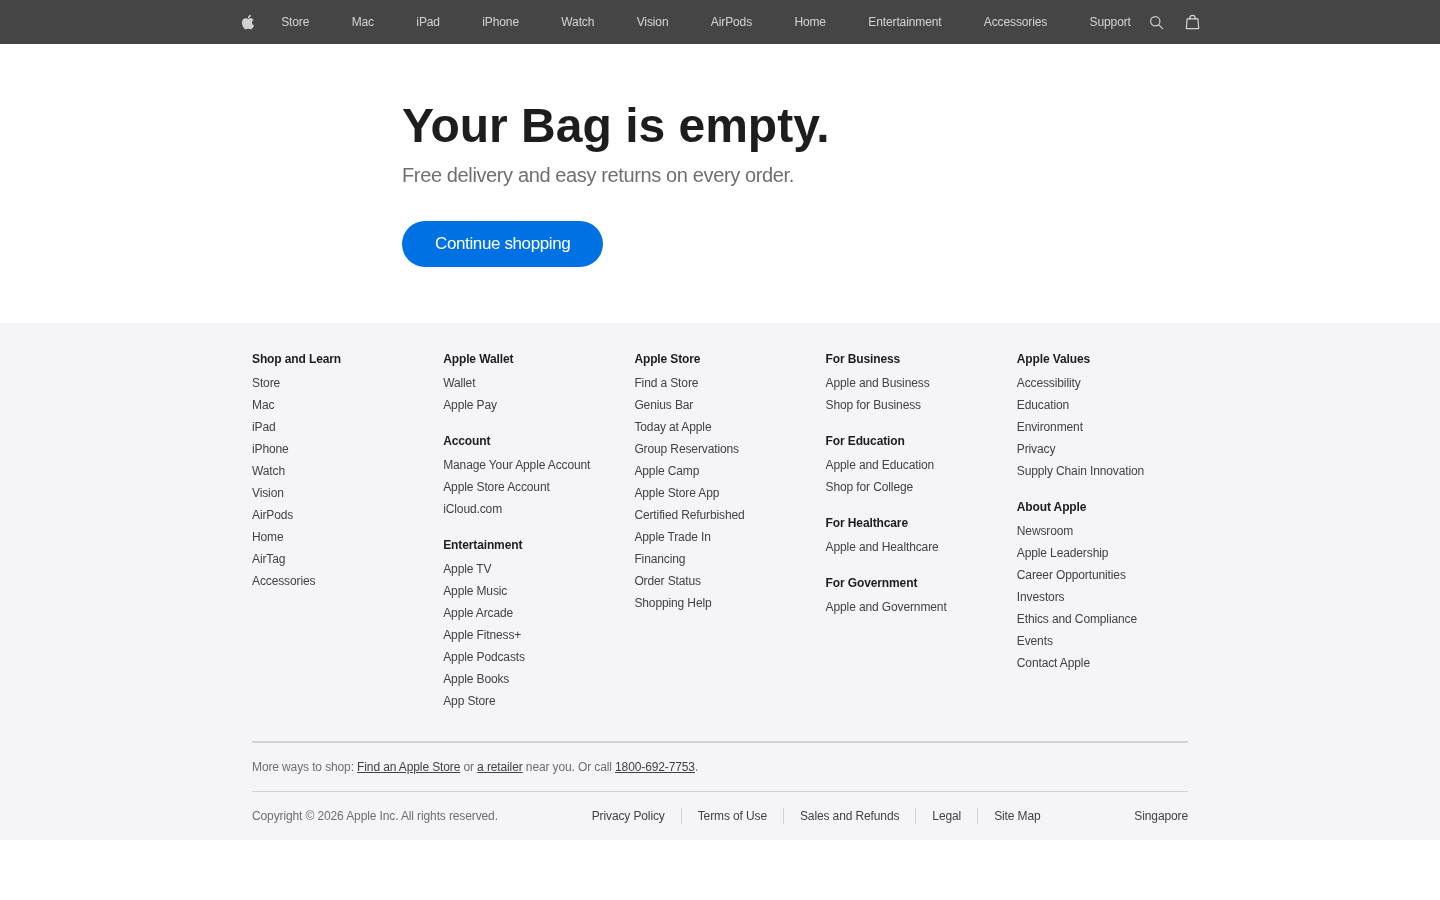 Store Mac iPad iPhone Watch Vision AirPods Home Entertainment Accessories Support
Your Bag is empty.
Free delivery and easy returns on every order.
Continue shopping
Shop and Learn
Store
Mac
iPad
iPhone
Watch
Vision
AirPods
Home
AirTag
Accessories
Apple Wallet
Wallet
Apple Pay
Account
Manage Your Apple Account
Apple Store Account
iCloud.com
Entertainment
Apple TV
Apple Music
Apple Arcade
Apple Fitness+
Apple Podcasts
Apple Books
App Store
Apple Store
Find a Store
Genius Bar
Today at Apple
Group Reservations
Apple Camp
Apple Store App
Certified Refurbished
Apple Trade In
Financing
Order Status
Shopping Help
For Business
Apple and Business
Shop for Business
For Education
Apple and Education
Shop for College
For Healthcare
Apple and Healthcare
For Government
Apple and Government
Apple Values
Accessibility
Education
Environment
Privacy
Supply Chain Innovation
About Apple
Newsroom
Apple Leadership
Career Opportunities
Investors
Ethics and Compliance
Events
Contact Apple
More ways to shop: Find an Apple Store or a retailer near you. Or call 1800-692-7753.
Copyright © 2026 Apple Inc. All rights reserved. Privacy Policy Terms of Use Sales and Refunds Legal Site Map Singapore